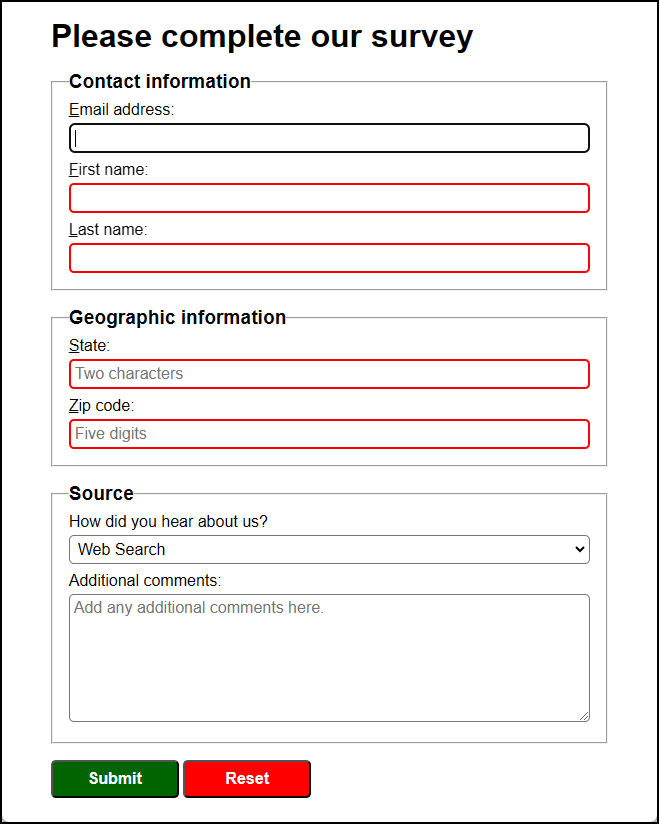 Please complete our survey
Contact information
Email address:
First name:
Last name:
Geographic information
State:
Two characters
Zip code:
Five digits
Source
How did you hear about us?
Web Search
Additional comments:
Add any additional comments here.
Submit Reset